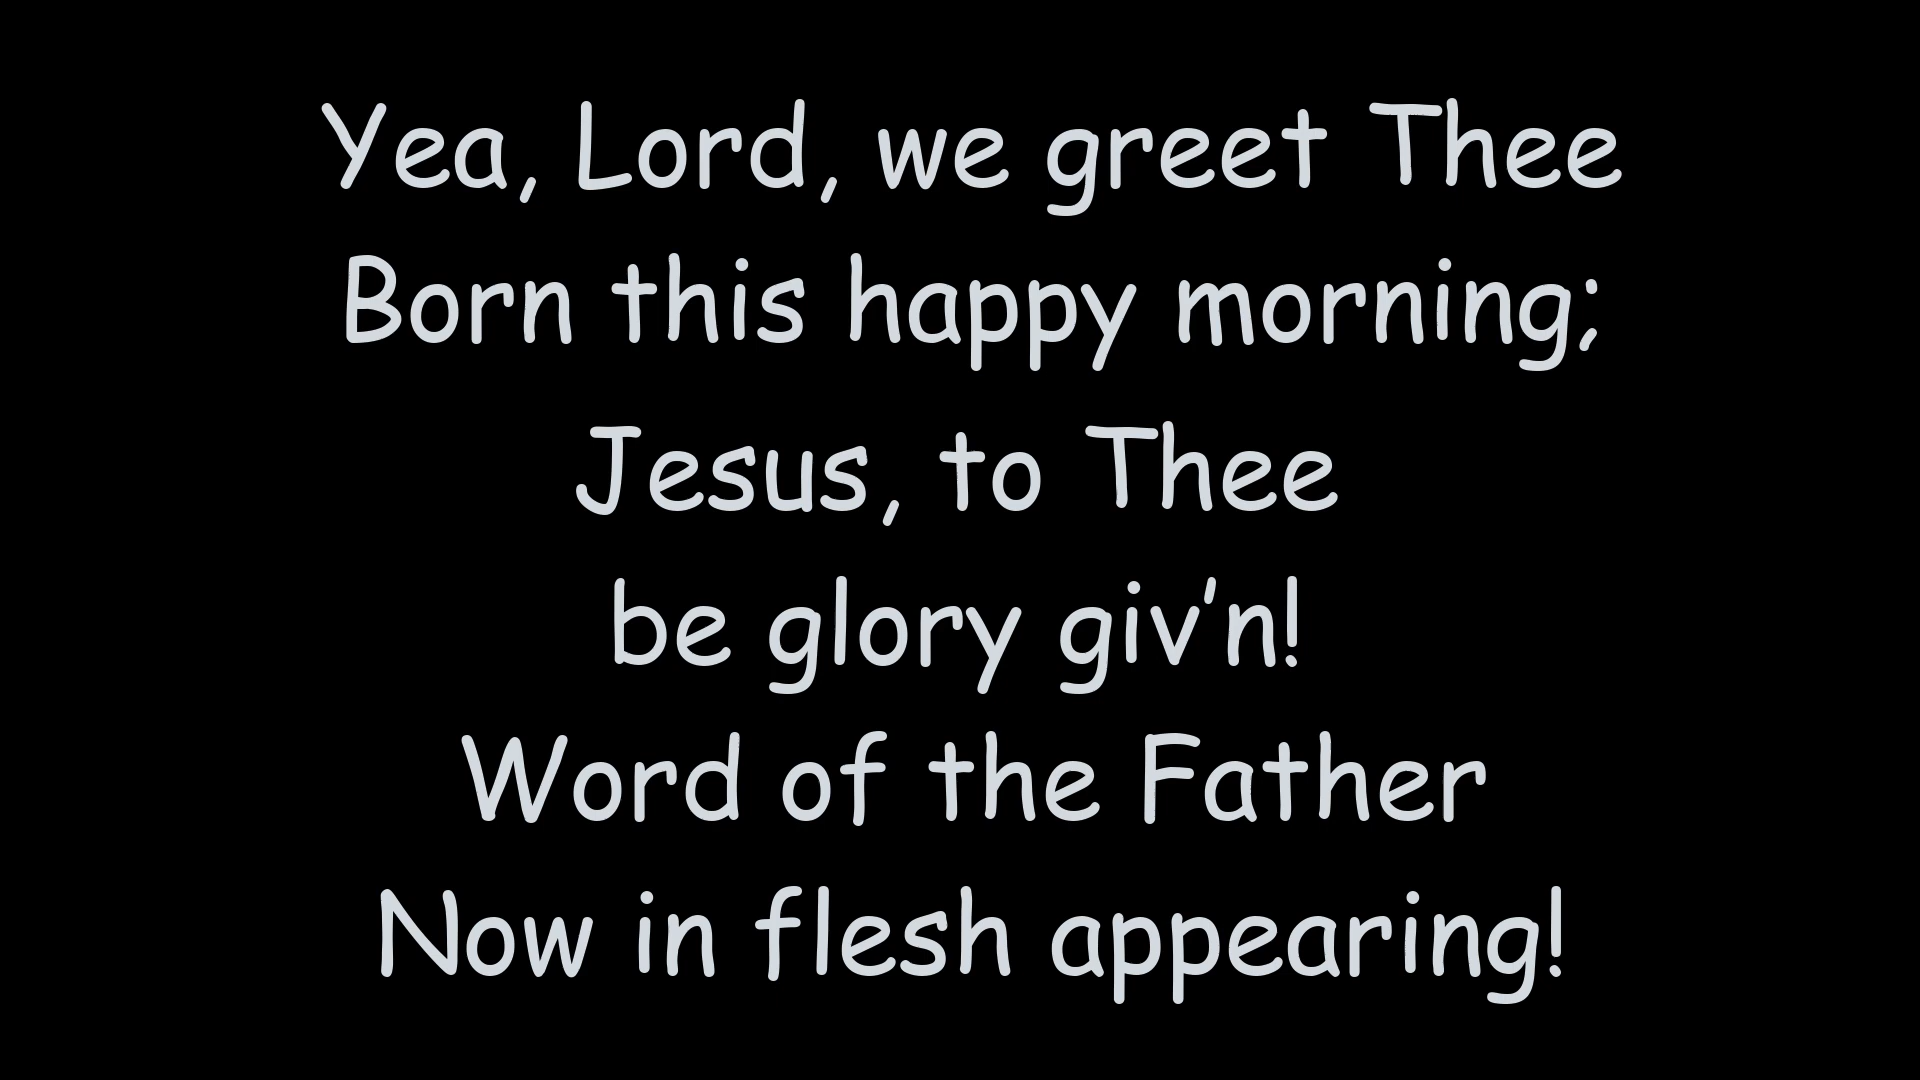 Yea, Lord, we greet Thee
Born this happy morning;
Jesus, to Thee
be glory giv’n!
Word of the Father
Now in flesh appearing!